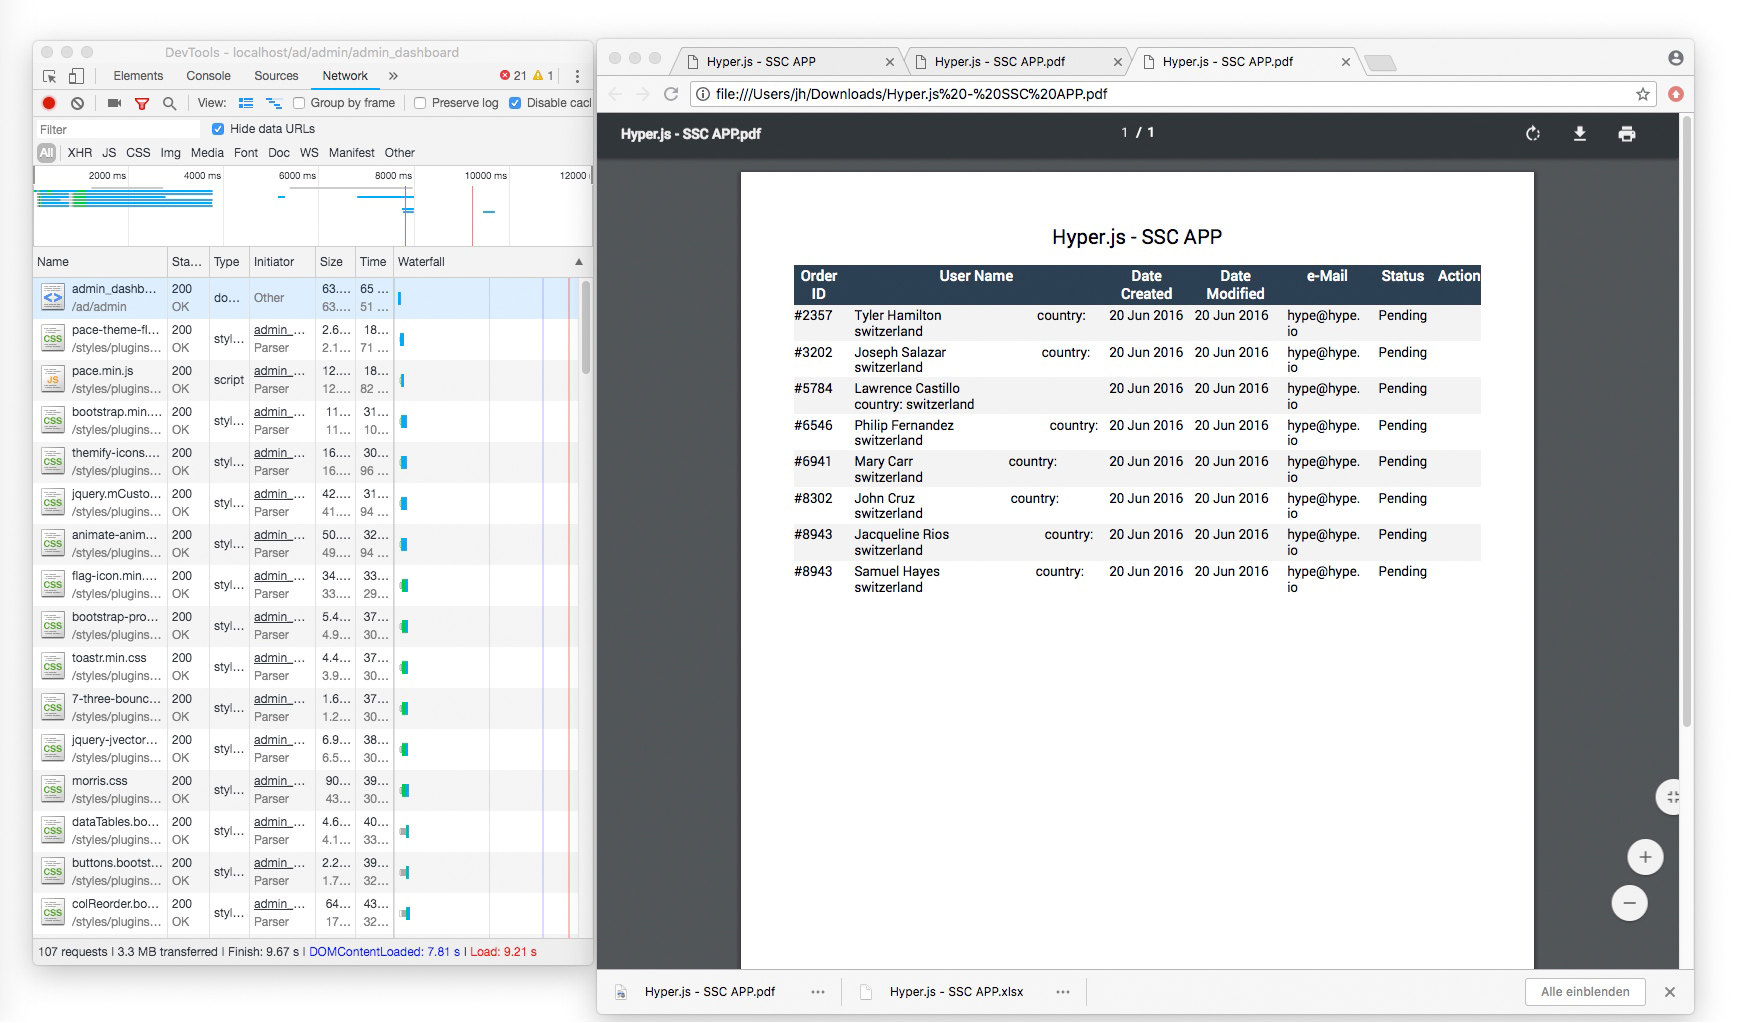 DevTools - localhost/ad/admin/admin_dashboard
Elements Console Sources Network » 21 1
View: Group by frame Preserve log Disable cacl
Filter Hide data URLs
All XHR JS CSS Img Media Font Doc WS Manifest Other
2000 ms 4000 ms 6000 ms 8000 ms 10000 ms 12000
Name Sta... Type Initiator Size Time Waterfall
admin_dashb... 200 do... Other 63.... 65 ...
/ad/admin OK 63.... 51 ...
pace-theme-fl... 200 styl... admin_... 2.6... 18...
/styles/plugins... OK Parser 2.1... 71 ...
pace.min.js 200 script admin_... 12.... 18...
/styles/plugins... OK Parser 12.... 82 ...
bootstrap.min.... 200 styl... admin_... 11... 31...
/styles/plugins... OK Parser 11... 10...
themify-icons.... 200 styl... admin_... 16.... 30...
/styles/plugins... OK Parser 16.... 96 ...
jquery.mCusto... 200 styl... admin_... 42.... 31...
/styles/plugins... OK Parser 41.... 94 ...
animate-anim... 200 styl... admin_... 50.... 32...
/styles/plugins... OK Parser 49.... 94 ...
flag-icon.min.... 200 styl... admin_... 34.... 33...
/styles/plugins... OK Parser 33.... 29...
bootstrap-pro... 200 styl... admin_... 5.4... 37...
/styles/plugins... OK Parser 4.9... 30...
toastr.min.css 200 styl... admin_... 4.4... 37...
/styles/plugins... OK Parser 3.9... 30...
7-three-bounc... 200 styl... admin_... 1.6... 37...
/styles/plugins... OK Parser 1.2... 30...
jquery-jvector... 200 styl... admin_... 6.9... 38...
/styles/plugins... OK Parser 6.5... 30...
morris.css 200 styl... admin_... 90... 39...
/styles/plugins... OK Parser 43... 30...
dataTables.bo... 200 styl... admin_... 4.6... 40...
/styles/plugins... OK Parser 4.1... 33...
buttons.bootst... 200 styl... admin_... 2.2... 39...
/styles/plugins... OK Parser 1.7... 32...
colReorder.bo... 200 styl... admin_... 64... 43...
/styles/plugins... OK Parser 17... 32...
107 requests | 3.3 MB transferred | Finish: 9.67 s | DOMContentLoaded: 7.81 s | Load: 9.21 s
Hyper.js - SSC APP Hyper.js - SSC APP.pdf Hyper.js - SSC APP.pdf
file:///Users/jh/Downloads/Hyper.js%20-%20SSC%20APP.pdf
Hyper.js - SSC APP.pdf 1 / 1
Hyper.js - SSC APP
Order User Name Date Date e-Mail Status Action
ID Created Modified
#2357 Tyler Hamilton country: 20 Jun 2016 20 Jun 2016 hype@hype. Pending
switzerland io
#3202 Joseph Salazar country: 20 Jun 2016 20 Jun 2016 hype@hype. Pending
switzerland io
#5784 Lawrence Castillo 20 Jun 2016 20 Jun 2016 hype@hype. Pending
country: switzerland io
#6546 Philip Fernandez country: 20 Jun 2016 20 Jun 2016 hype@hype. Pending
switzerland io
#6941 Mary Carr country: 20 Jun 2016 20 Jun 2016 hype@hype. Pending
switzerland io
#8302 John Cruz country: 20 Jun 2016 20 Jun 2016 hype@hype. Pending
switzerland io
#8943 Jacqueline Rios country: 20 Jun 2016 20 Jun 2016 hype@hype. Pending
switzerland io
#8943 Samuel Hayes country: 20 Jun 2016 20 Jun 2016 hype@hype. Pending
switzerland io
Hyper.js - SSC APP.pdf ... Hyper.js - SSC APP.xlsx ... Alle einblenden